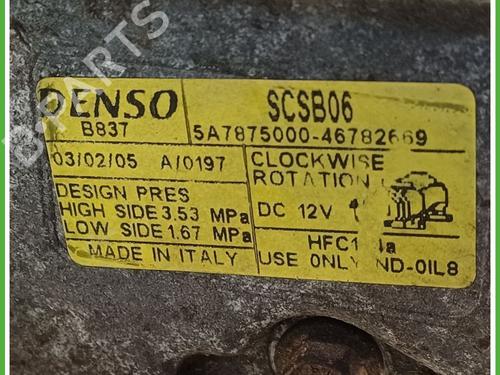 DENSO
B837
SCSB06
5A7875000-46782669
03/02/05 A/0197
CLOCKWISE
ROTATION
DESIGN PRES
HIGH SIDE 3.53 MPa
LOW SIDE 1.67 MPa
DC 12V
MADE IN ITALY
USE ONLY ND-OIL8
B-PARTS